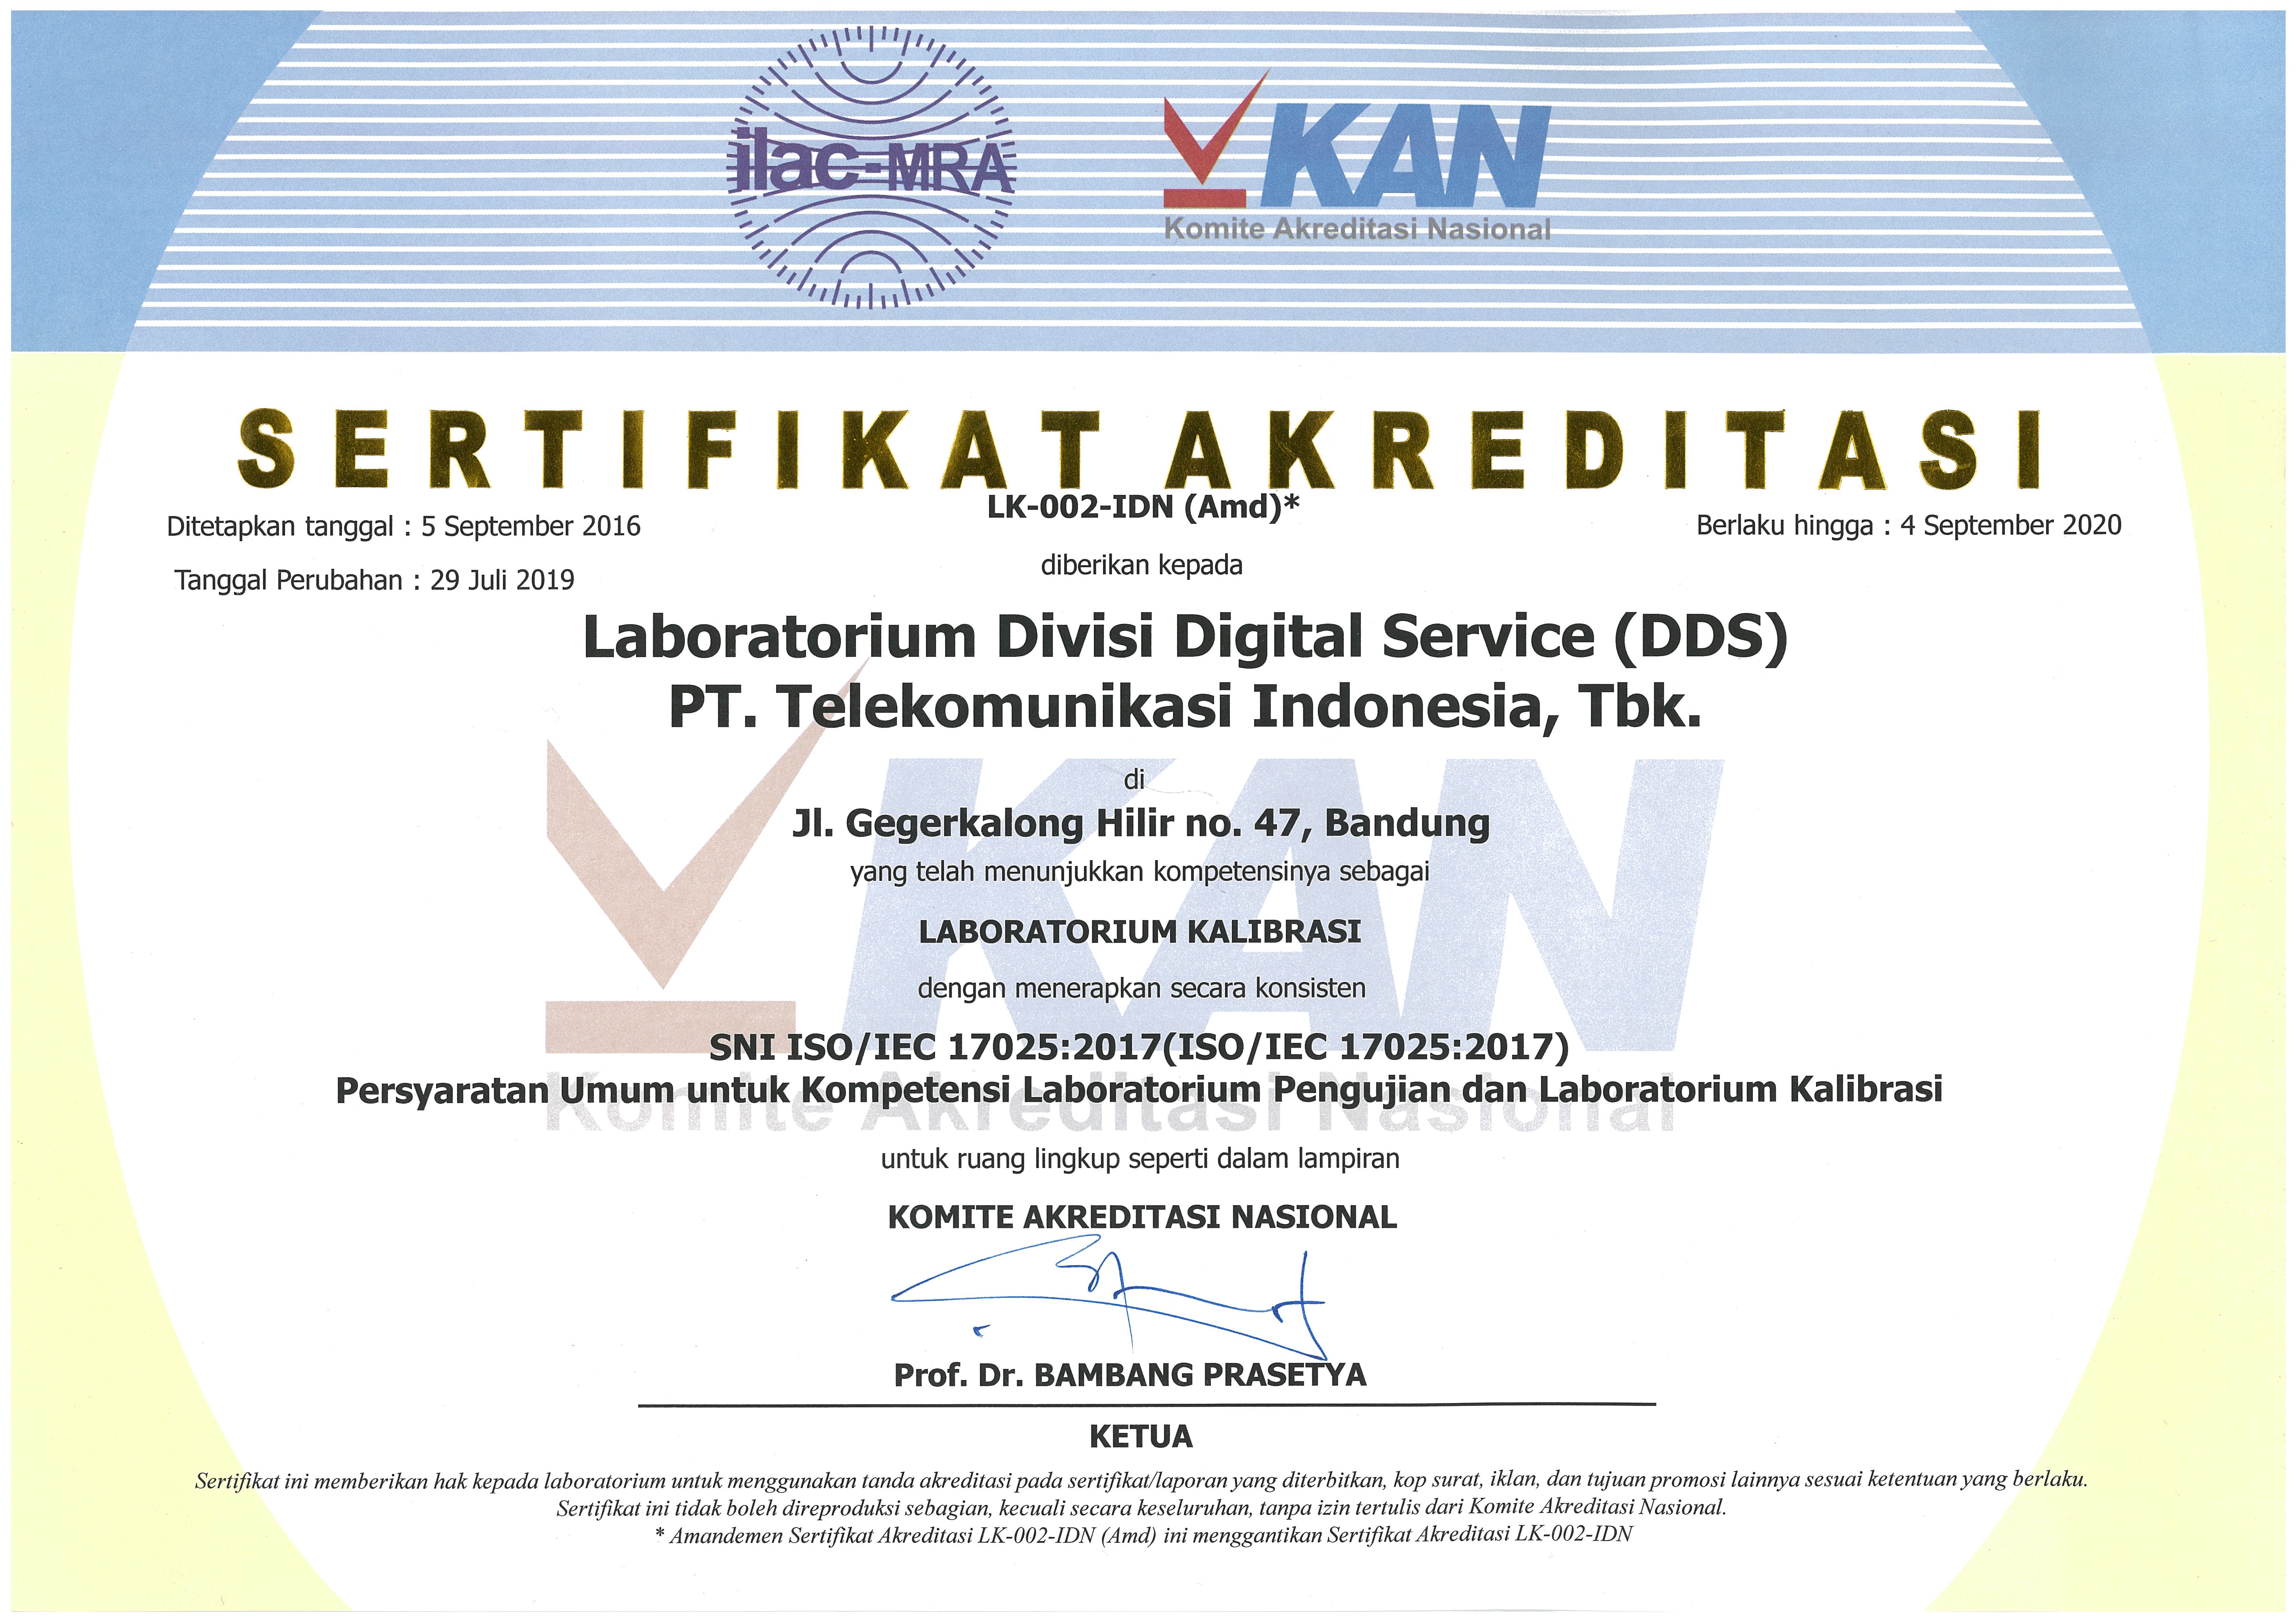 ilac-MRA
KAN
Komite Akreditasi Nasional
SERTIFIKAT AKREDITASI
LK-002-IDN (Amd)*
Ditetapkan tanggal : 5 September 2016
Berlaku hingga : 4 September 2020
Tanggal Perubahan : 29 Juli 2019
diberikan kepada
Laboratorium Divisi Digital Service (DDS)
PT. Telekomunikasi Indonesia, Tbk.
di
Jl. Gegerkalong Hilir no. 47, Bandung
yang telah menunjukkan kompetensinya sebagai
LABORATORIUM KALIBRASI
dengan menerapkan secara konsisten
KAN
SNI ISO/IEC 17025:2017(ISO/IEC 17025:2017)
Persyaratan Umum untuk Kompetensi Laboratorium Pengujian dan Laboratorium Kalibrasi
Komite Akreditasi Nasional
untuk ruang lingkup seperti dalam lampiran
KOMITE AKREDITASI NASIONAL
Prof. Dr. BAMBANG PRASETYA
KETUA
Sertifikat ini memberikan hak kepada laboratorium untuk menggunakan tanda akreditasi pada sertifikat/laporan yang diterbitkan, kop surat, iklan, dan tujuan promosi lainnya sesuai ketentuan yang berlaku.
Sertifikat ini tidak boleh direproduksi sebagian, kecuali secara keseluruhan, tanpa izin tertulis dari Komite Akreditasi Nasional.
* Amandemen Sertifikat Akreditasi LK-002-IDN (Amd) ini menggantikan Sertifikat Akreditasi LK-002-IDN